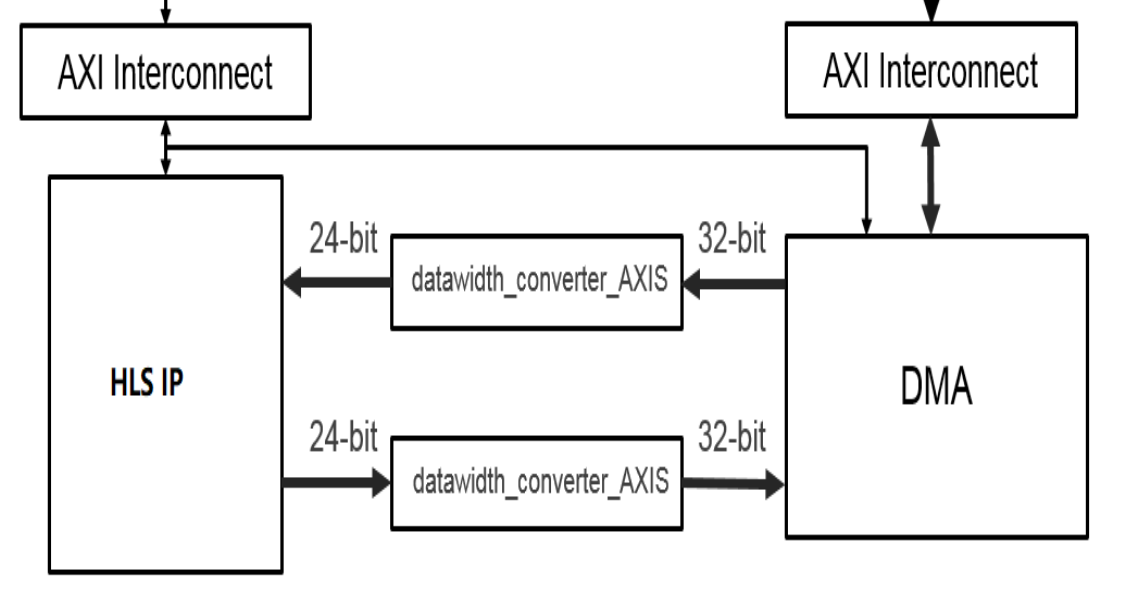 AXI Interconnect
AXI Interconnect
24-bit
32-bit
datawidth_converter_AXIS
HLS IP
DMA
24-bit
32-bit
datawidth_converter_AXIS